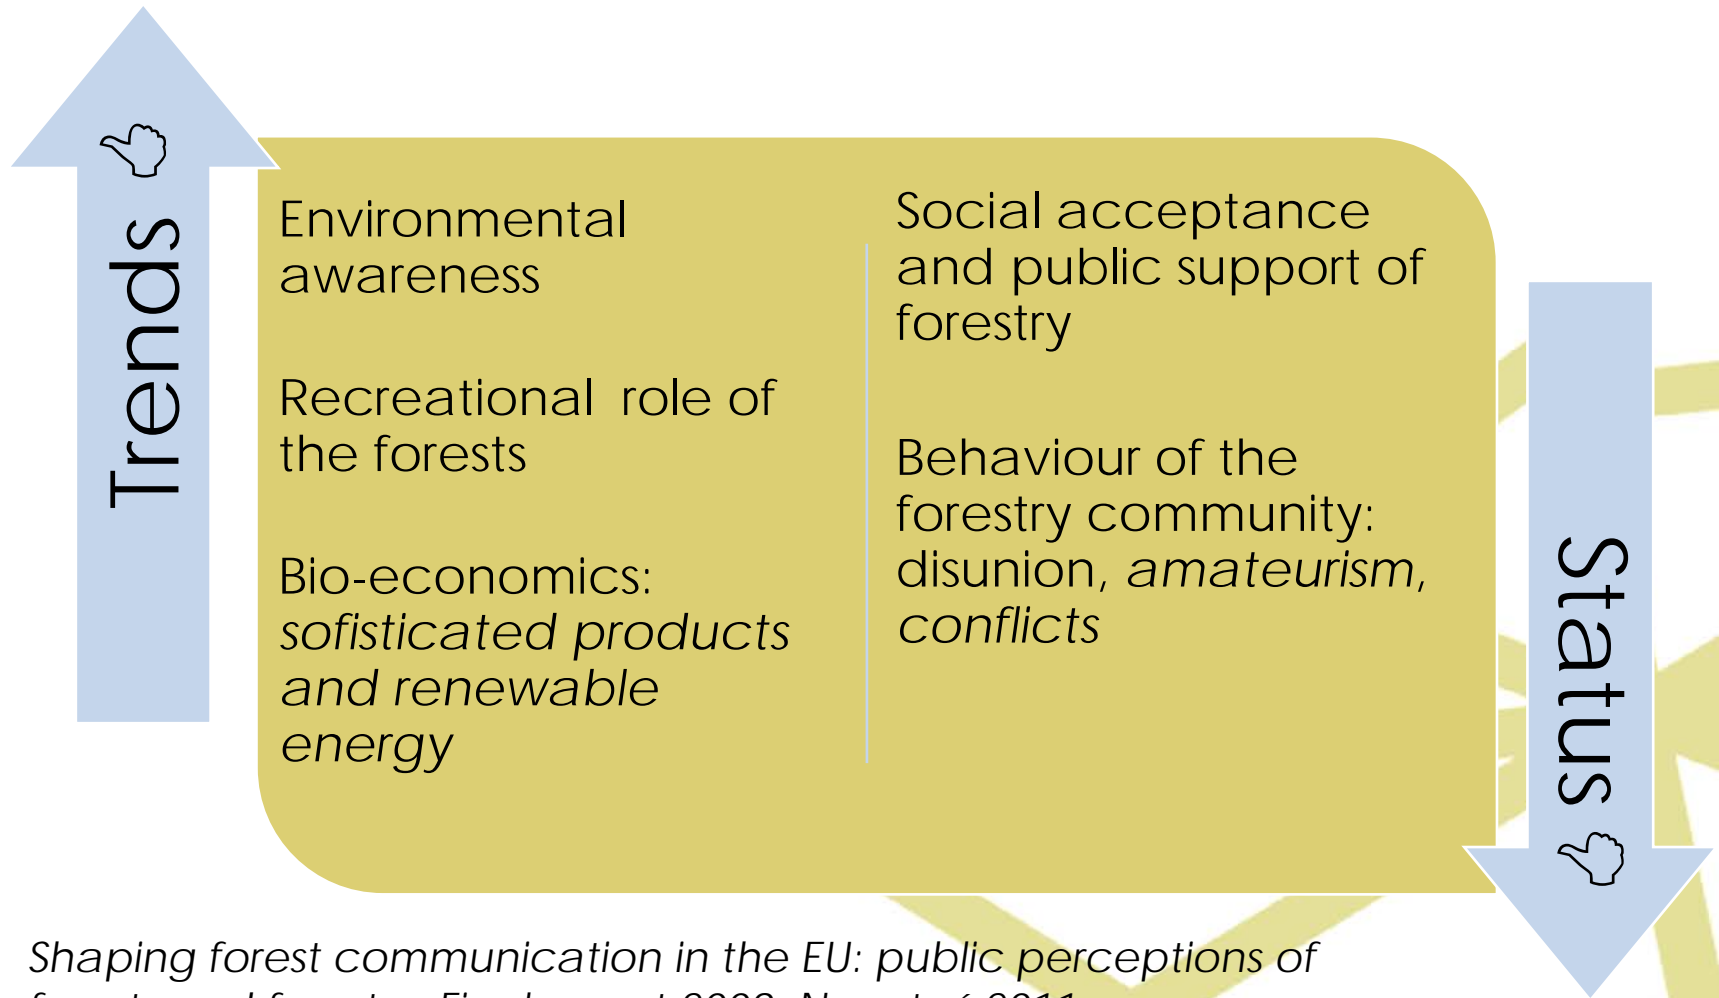 Trends
Environmental
awareness
Recreational role of
the forests
Bio-economics:
sofisticated products
and renewable
energy
Social acceptance
and public support of
forestry
Behaviour of the
forestry community:
disunion, amateurism,
conflicts
Status
Shaping forest communication in the EU: public perceptions of